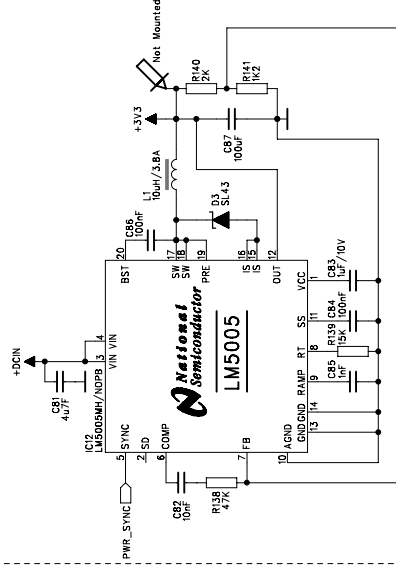 Not Mounted
R140
2K
R141
1K2
+3V3
C87
100uF
L1
10uH/3.8A
D3
SL43
C86
100nF
20
17
18
19
16
15
12
BST
SW
SW
PRE
IS
IS
OUT
+DCIN
C81
4u7F
4
3
VIN
VIN
National
Semiconductor
LM5005
VCC
SS
RT
RAMP
GND
GND
1
11
8
9
14
13
C83
1uF/10V
C84
100nF
R139
15K
C85
1nF
IC12
LM5005MH/NOPB
SYNC
SD
COMP
FB
AGND
5
2
6
7
10
PWR_SYNC
C82
10nF
R138
47K